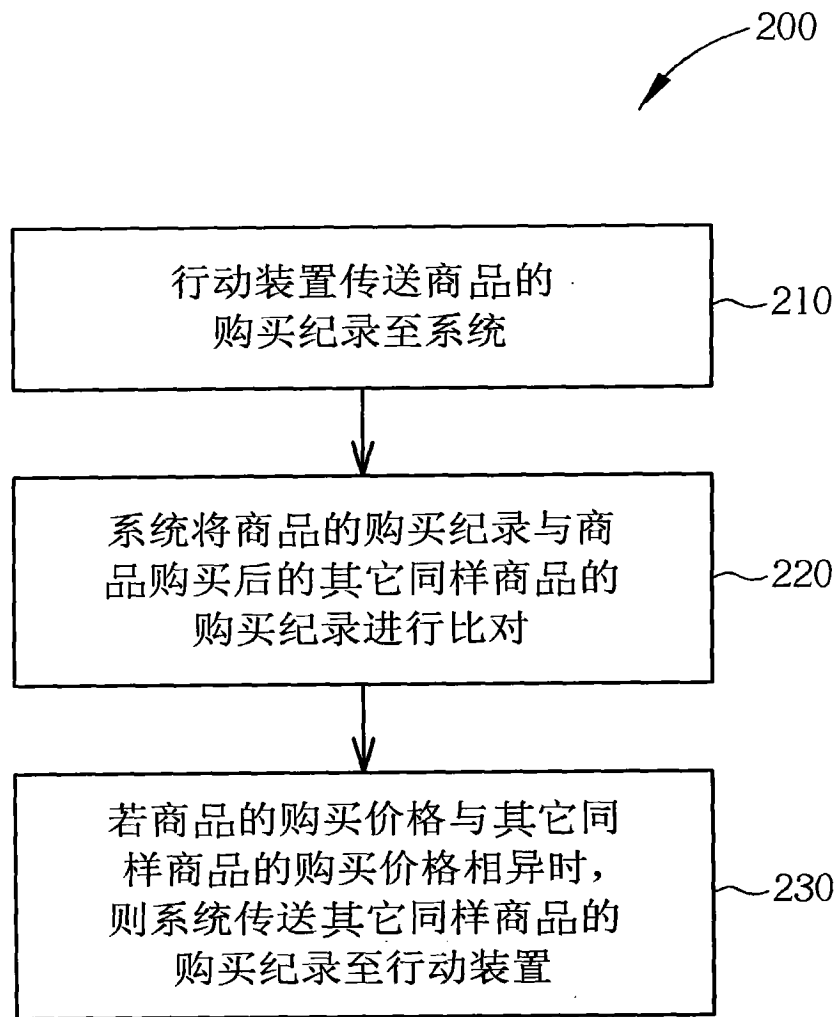 200
行动装置传送商品的
购买纪录至系统
210
系统将商品的购买纪录与商
品购买后的其它同样商品的
购买纪录进行比对
220
若商品的购买价格与其它同
样商品的购买价格相异时，
则系统传送其它同样商品的
购买纪录至行动装置
230